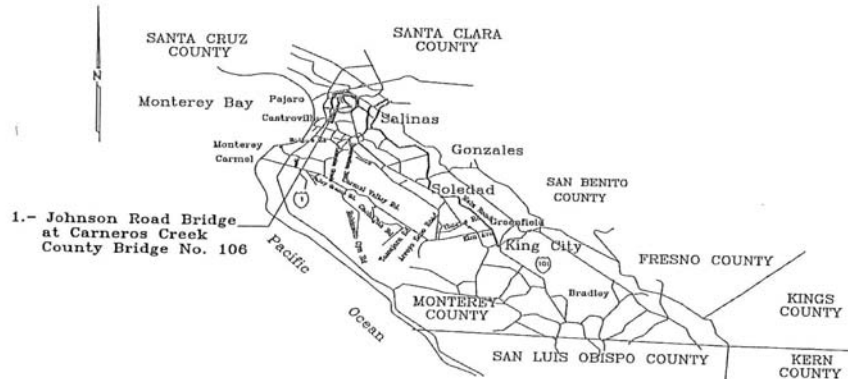 SANTA CRUZ
COUNTY
SANTA CLARA
COUNTY
N
Monterey Bay
Pajaro
Castroville
Salinas
Monterey
Carmel
Gonzales
Carmel Valley Rd.
Soledad
SAN BENITO
COUNTY
1
1.- Johnson Road Bridge
at Carneros Creek
County Bridge No. 106
Greenfield
King City
101
Pacific
Ocean
FRESNO COUNTY
Bradley
MONTEREY
COUNTY
KINGS
COUNTY
SAN LUIS OBISPO COUNTY
KERN
COUNTY